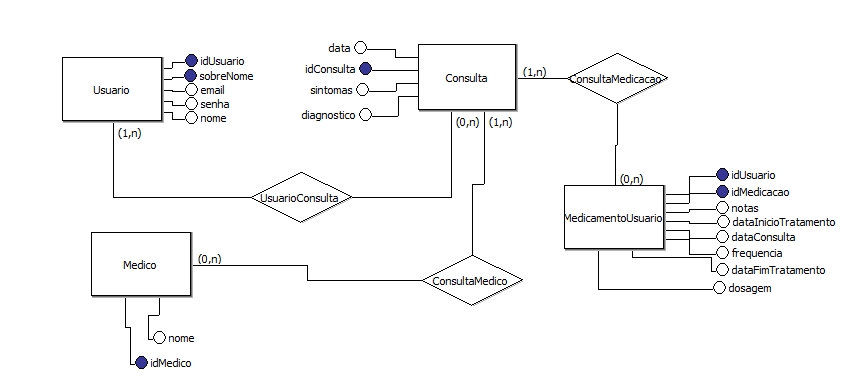 Usuario
idUsuario
sobreNome
email
senha
nome
(1,n)
data
idConsulta
sintomas
diagnostico
Consulta
(1,n)
(0,n)
(1,n)
ConsultaMedicacao
(0,n)
UsuarioConsulta
MedicamentoUsuario
idUsuario
idMedicacao
notas
dataInicioTratamento
dataConsulta
frequencia
dataFimTratamento
dosagem
Medico
(0,n)
ConsultaMedico
nome
idMedico